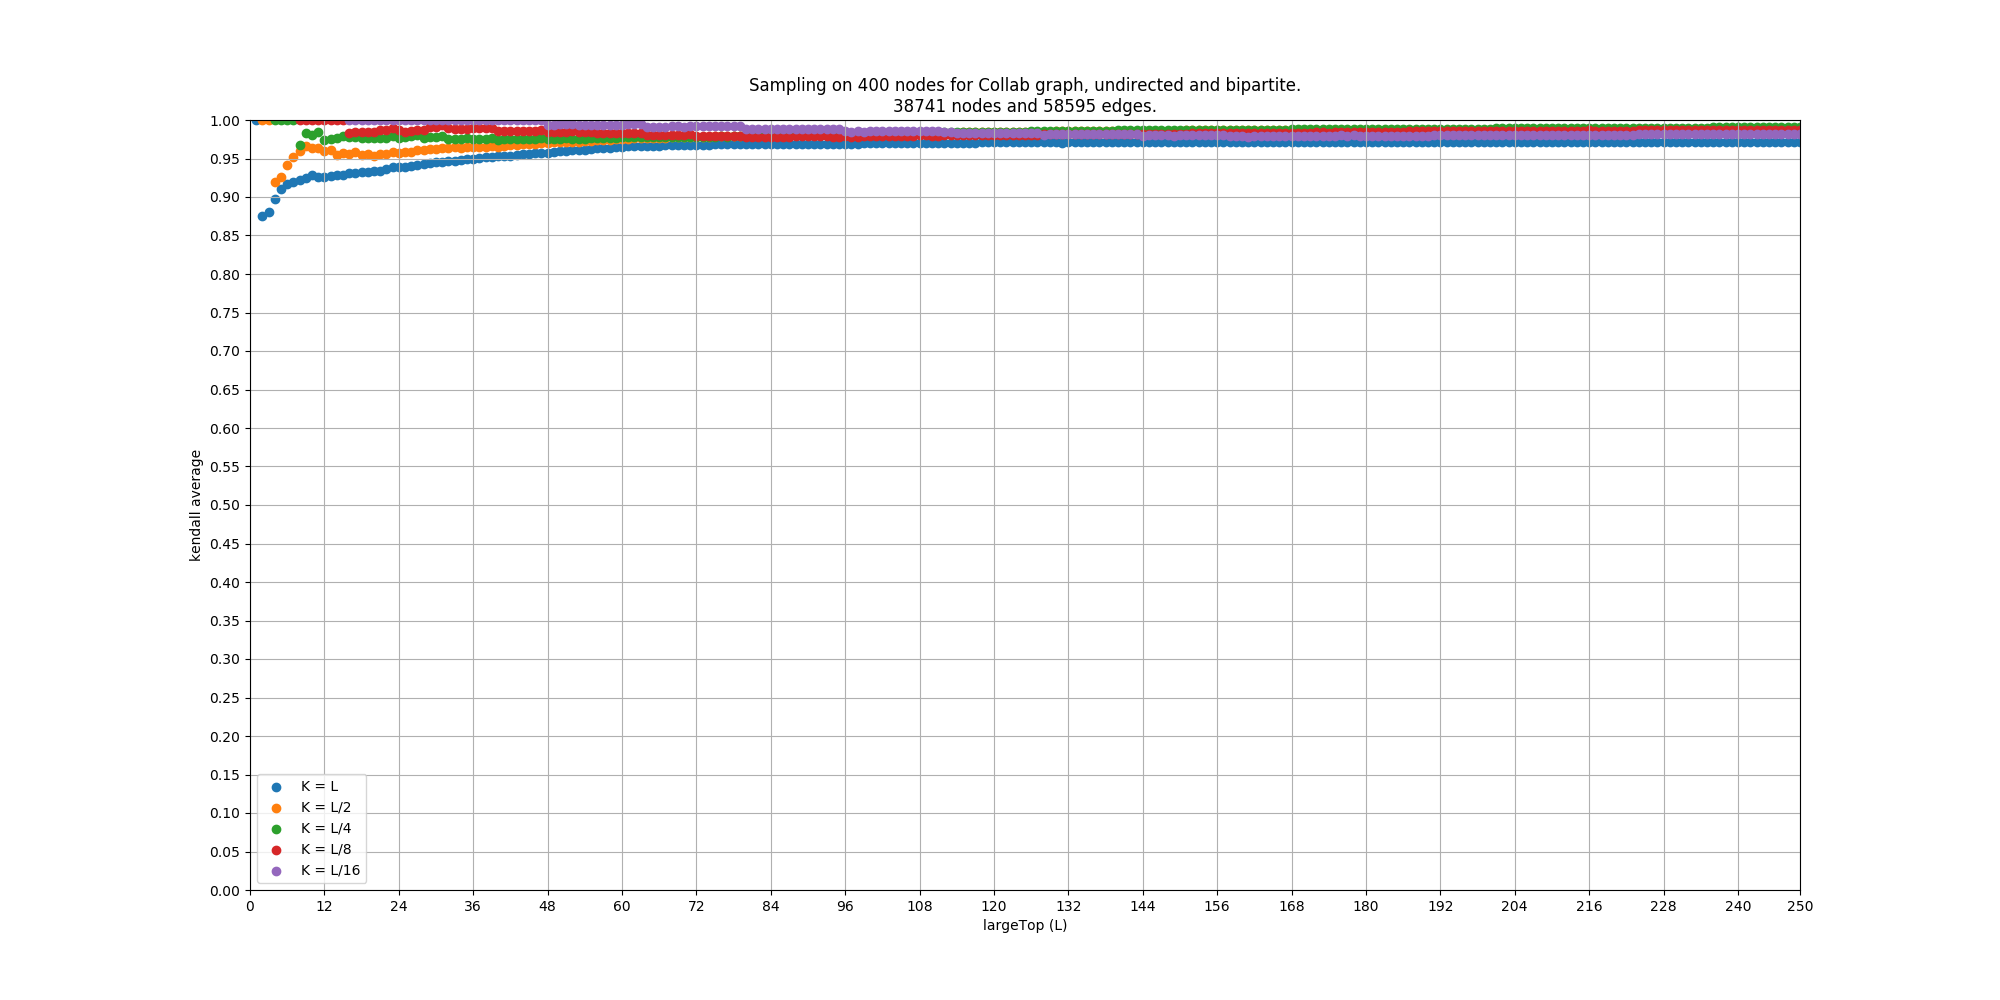 Sampling on 400 nodes for Collab graph, undirected and bipartite.
38741 nodes and 58595 edges.
1.00
0.95
0.90
0.85
0.80
0.75
0.70
0.65
0.60
0.55
0.50
0.45
0.40
0.35
0.30
0.25
0.20
0.15
0.10
0.05
0.00
kendall average
K = L
K = L/2
K = L/4
K = L/8
K = L/16
0 12 24 36 48 60 72 84 96 108 120 132 144 156 168 180 192 204 216 228 240 250
largeTop (L)